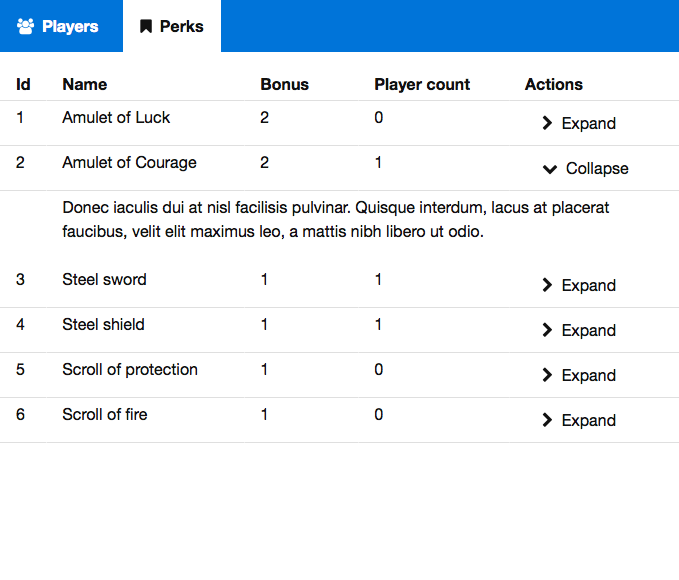 Players Perks
Id Name Bonus Player count Actions
1 Amulet of Luck 2 0 Expand
2 Amulet of Courage 2 1 Collapse
Donec iaculis dui at nisl facilisis pulvinar. Quisque interdum, lacus at placerat
faucibus, velit elit maximus leo, a mattis nibh libero ut odio.
3 Steel sword 1 1 Expand
4 Steel shield 1 1 Expand
5 Scroll of protection 1 0 Expand
6 Scroll of fire 1 0 Expand